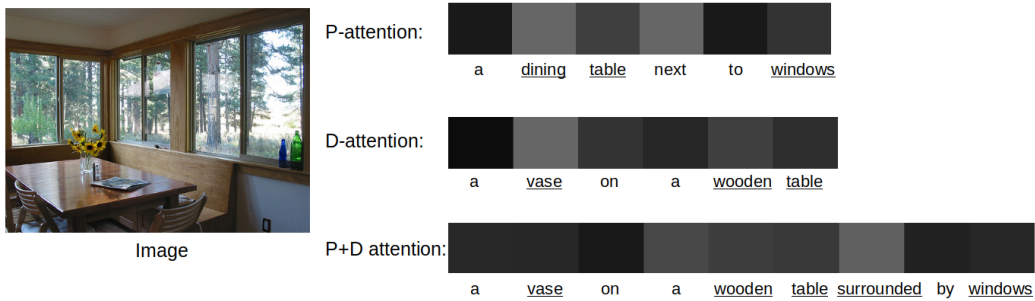 P-attention:
a dining table next to windows
D-attention:
a vase on a wooden table
P+D attention:
a vase on a wooden table surrounded by windows
Image